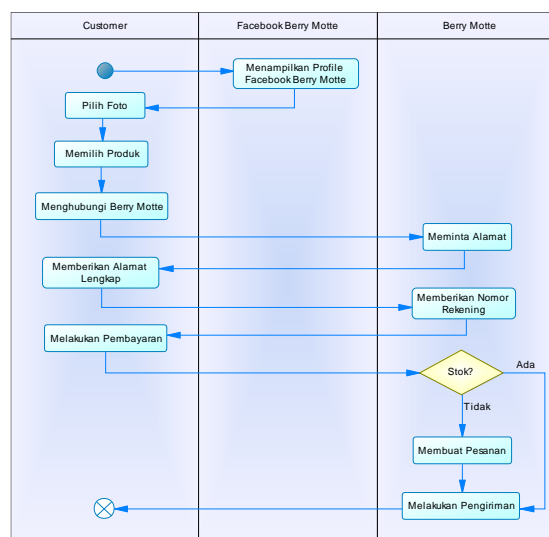 Customer
Facebook Berry Motte
Berry Motte
Menampilkan Profile
Facebook Berry Motte
Pilih Foto
Memilih Produk
Menghubungi Berry Motte
Meminta Alamat
Memberikan Alamat
Lengkap
Memberikan Nomor
Rekening
Melakukan Pembayaran
Stok?
Ada
Tidak
Membuat Pesanan
Melakukan Pengiriman